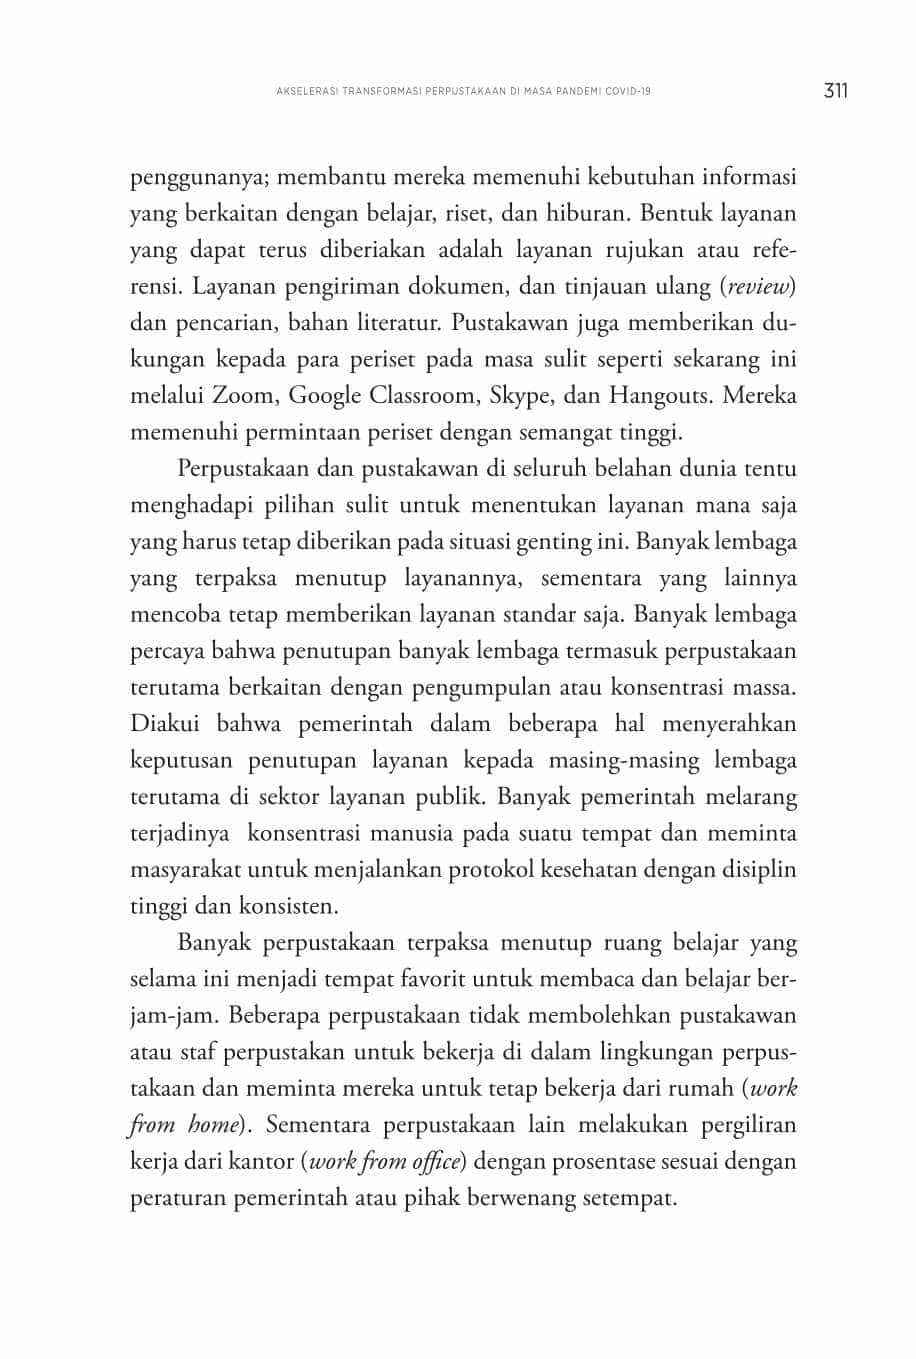 AKSELERASI TRANSFORMASI PERPUSTAKAAN DI MASA PANDEMI COVID-19 311
penggunanya; membantu mereka memenuhi kebutuhan informasi
yang berkaitan dengan belajar, riset, dan hiburan. Bentuk layanan
yang dapat terus diberiakan adalah layanan rujukan atau refe-
rensi. Layanan pengiriman dokumen, dan tinjauan ulang (review)
dan pencarian, bahan literatur. Pustakawan juga memberikan du-
kungan kepada para periset pada masa sulit seperti sekarang ini
melalui Zoom, Google Classroom, Skype, dan Hangouts. Mereka
memenuhi permintaan periset dengan semangat tinggi.
Perpustakaan dan pustakawan di seluruh belahan dunia tentu
menghadapi pilihan sulit untuk menentukan layanan mana saja
yang harus tetap diberikan pada situasi genting ini. Banyak lembaga
yang terpaksa menutup layanannya, sementara yang lainnya
mencoba tetap memberikan layanan standar saja. Banyak lembaga
percaya bahwa penutupan banyak lembaga termasuk perpustakaan
terutama berkaitan dengan pengumpulan atau konsentrasi massa.
Diakui bahwa pemerintah dalam beberapa hal menyerahkan
keputusan penutupan layanan kepada masing-masing lembaga
terutama di sektor layanan publik. Banyak pemerintah melarang
terjadinya konsentrasi manusia pada suatu tempat dan meminta
masyarakat untuk menjalankan protokol kesehatan dengan disiplin
tinggi dan konsisten.
Banyak perpustakaan terpaksa menutup ruang belajar yang
selama ini menjadi tempat favorit untuk membaca dan belajar ber-
jam-jam. Beberapa perpustakaan tidak membolehkan pustakawan
atau staf perpustakan untuk bekerja di dalam lingkungan perpus-
takaan dan meminta mereka untuk tetap bekerja dari rumah (work
from home). Sementara perpustakaan lain melakukan pergiliran
kerja dari kantor (work from office) dengan prosentase sesuai dengan
peraturan pemerintah atau pihak berwenang setempat.